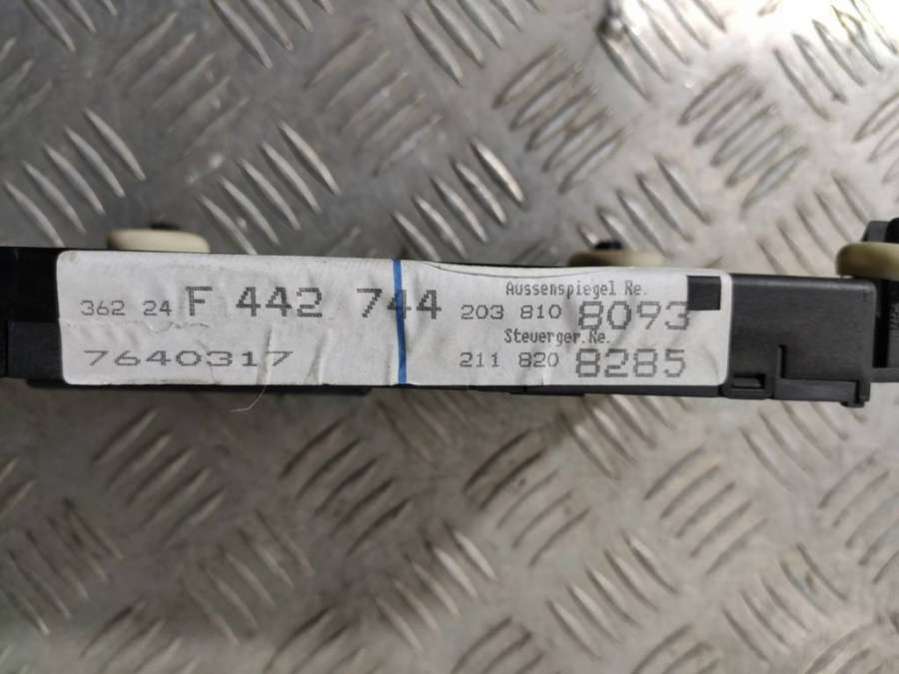 362 24 F 442 744
7640317
Aussenspiegel Re.
203 810 8093
Steuerger.Re.
211 820 8285